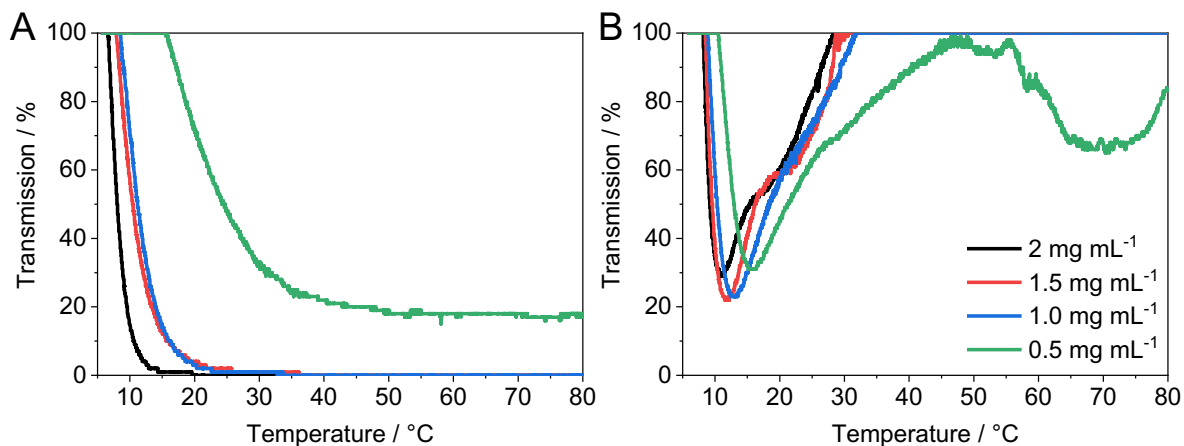 A
Transmission / %
100
80
60
40
20
0
10 20 30 40 50 60 70 80
Temperature / °C
B
Transmission / %
100
80
60
40
20
0
10 20 30 40 50 60 70 80
Temperature / °C
2 mg mL⁻¹
1.5 mg mL⁻¹
1.0 mg mL⁻¹
0.5 mg mL⁻¹